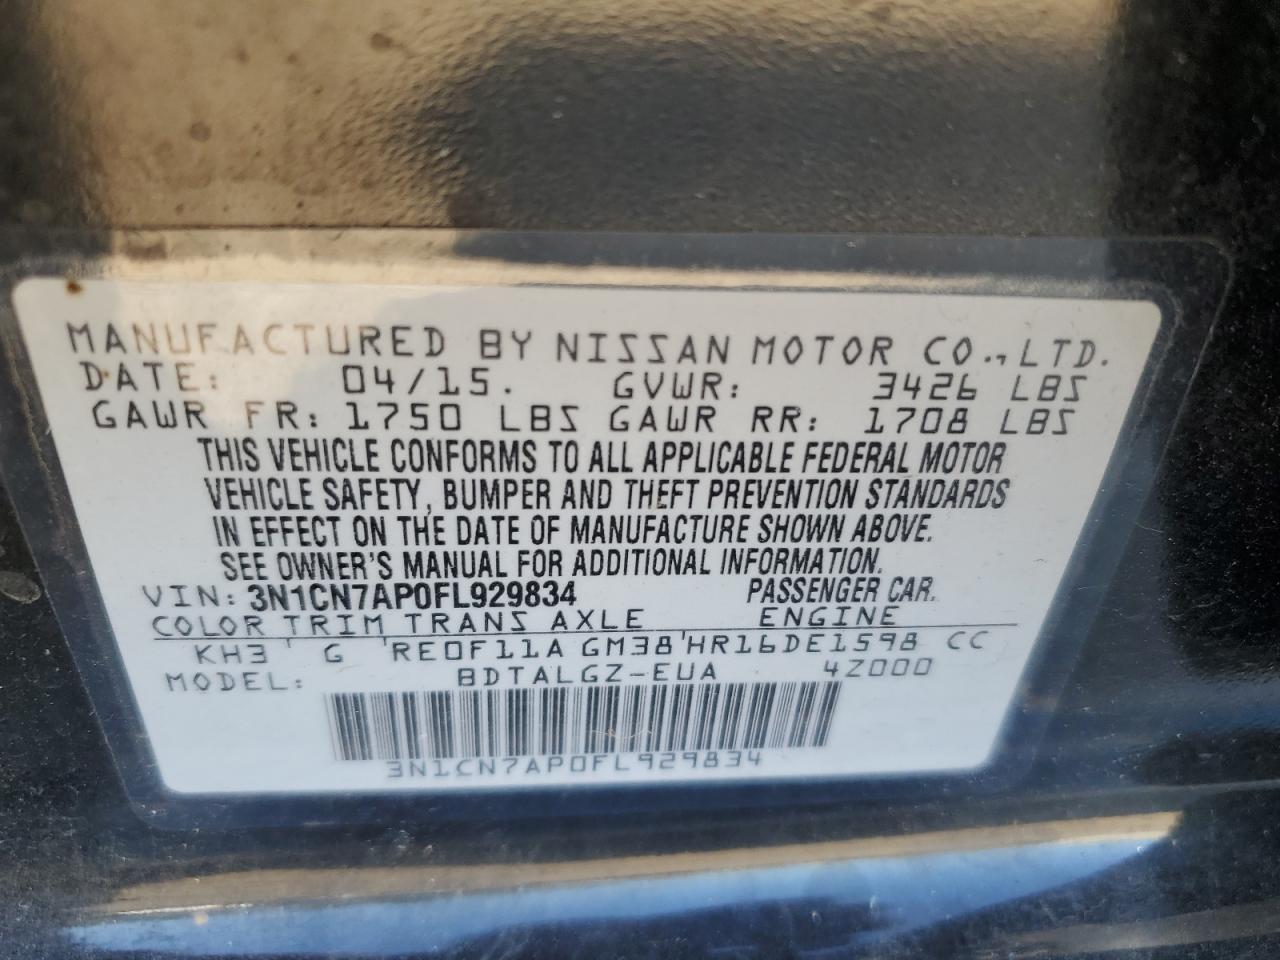 MANUFACTURED BY NISSAN MOTOR CO., LTD.
DATE: 04/15. GVWR: 3426 LBS
GAWR FR: 1750 LBS GAWR RR: 1708 LBS
THIS VEHICLE CONFORMS TO ALL APPLICABLE FEDERAL MOTOR
VEHICLE SAFETY, BUMPER AND THEFT PREVENTION STANDARDS
IN EFFECT ON THE DATE OF MANUFACTURE SHOWN ABOVE.
SEE OWNER'S MANUAL FOR ADDITIONAL INFORMATION.
VIN: 3N1CN7AP0FL929834 PASSENGER CAR.
COLOR TRIM TRANS AXLE ENGINE
KH3 ' G 'RE0F11A GM38'HR16DE1598 CC
MODEL: BDTALGZ-EUA 4Z000
3N1CN7AP0FL929834